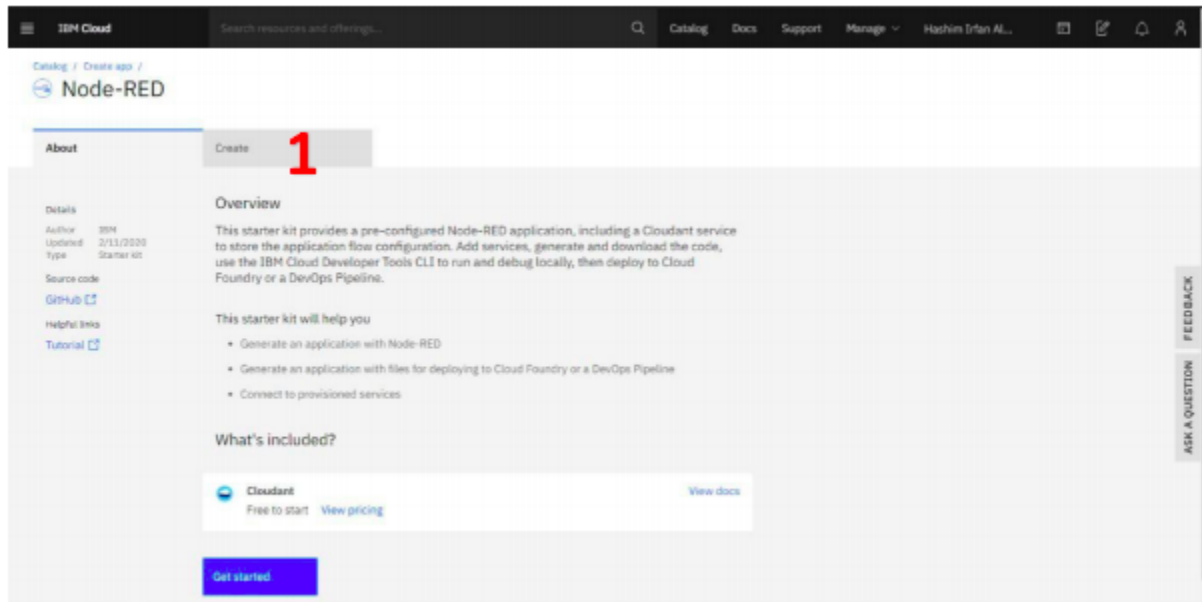 IBM Cloud Search resources and offerings... Catalog Docs Support Manage Hashim Irfan Al...
Catalog / Create app /
Node-RED
About Create 1
Details
Author IBM
Updated 2/11/2020
Type Starter kit
Source code
GitHub
Helpful links
Tutorial
Overview
This starter kit provides a pre-configured Node-RED application, including a Cloudant service
to store the application flow configuration. Add services, generate and download the code,
use the IBM Cloud Developer Tools CLI to run and debug locally, then deploy to Cloud
Foundry or a DevOps Pipeline.
This starter kit will help you
• Generate an application with Node-RED
• Generate an application with files for deploying to Cloud Foundry or a DevOps Pipeline
• Connect to provisioned services
What's included?
Cloudant View docs
Free to start View pricing
Get started
FEEDBACK
ASK A QUESTION